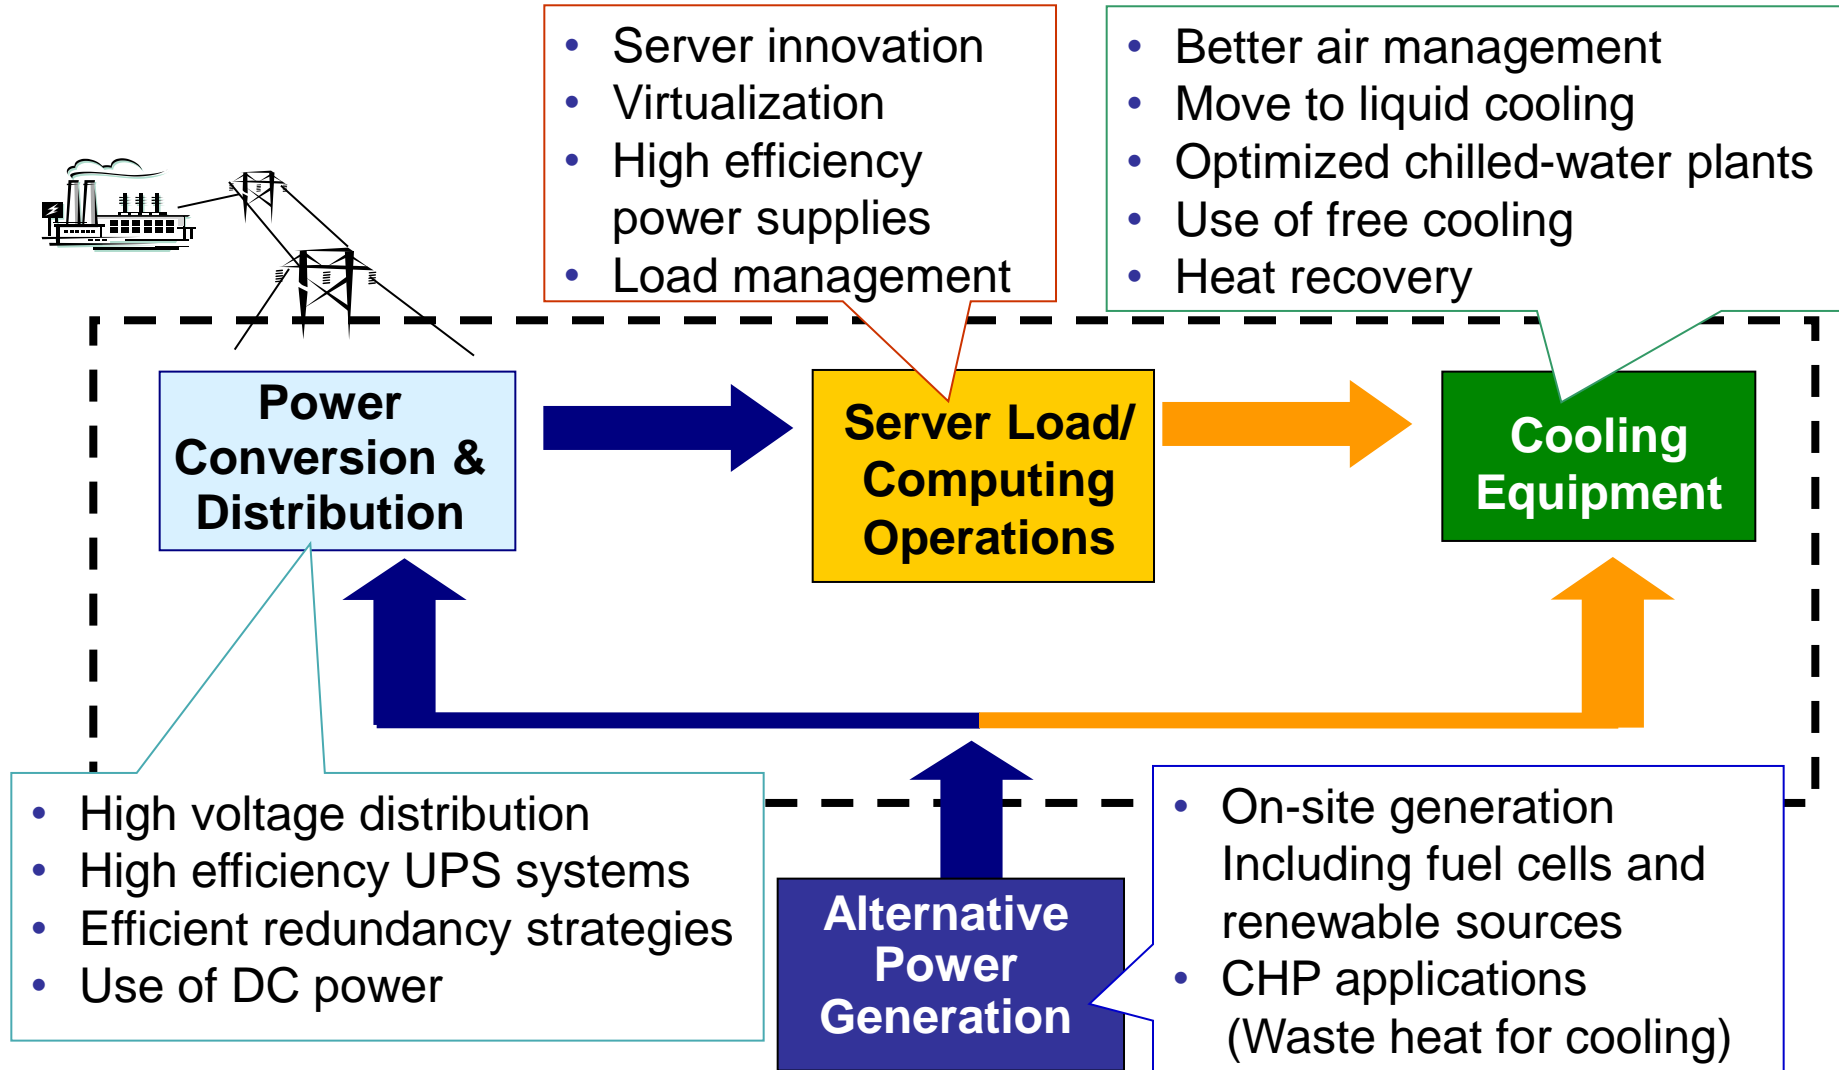 • Server innovation
• Virtualization
• High efficiency
power supplies
• Load management
• Better air management
• Move to liquid cooling
• Optimized chilled-water plants
• Use of free cooling
• Heat recovery
Power
Conversion &
Distribution
Server Load/
Computing
Operations
Cooling
Equipment
• High voltage distribution
• High efficiency UPS systems
• Efficient redundancy strategies
• Use of DC power
Alternative
Power
Generation
• On-site generation
Including fuel cells and
renewable sources
• CHP applications
(Waste heat for cooling)